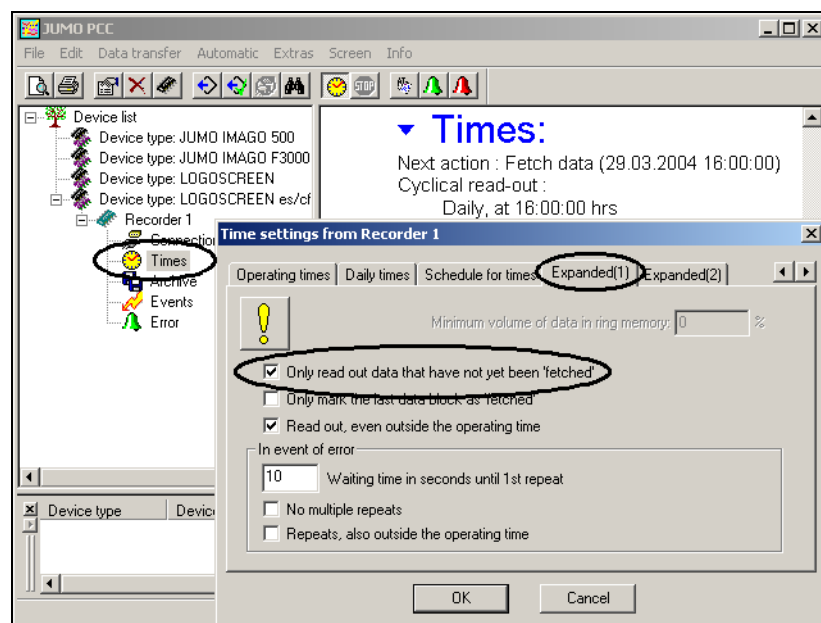 JUMO PCC
File Edit Data transfer Automatic Extras Screen Info
STOP
Device list
Device type: JUMO IMAGO 500
Device type: JUMO IMAGO F3000
Device type: LOGOSCREEN
Device type: LOGOSCREEN es/cf
Recorder 1
Connection
Times
Archive
Events
Error
Times:
Next action : Fetch data (29.03.2004 16:00:00)
Cyclical read-out :
Daily, at 16:00:00 hrs
Time settings from Recorder 1
Operating times Daily times Schedule for times Expanded(1) Expanded(2)
Minimum volume of data in ring memory: 0 %
Only read out data that have not yet been 'fetched'
Only mark the last data block as 'fetched'
Read out, even outside the operating time
In event of error
10 Waiting time in seconds until 1st repeat
No multiple repeats
Repeats, also outside the operating time
OK Cancel
Device type Devic